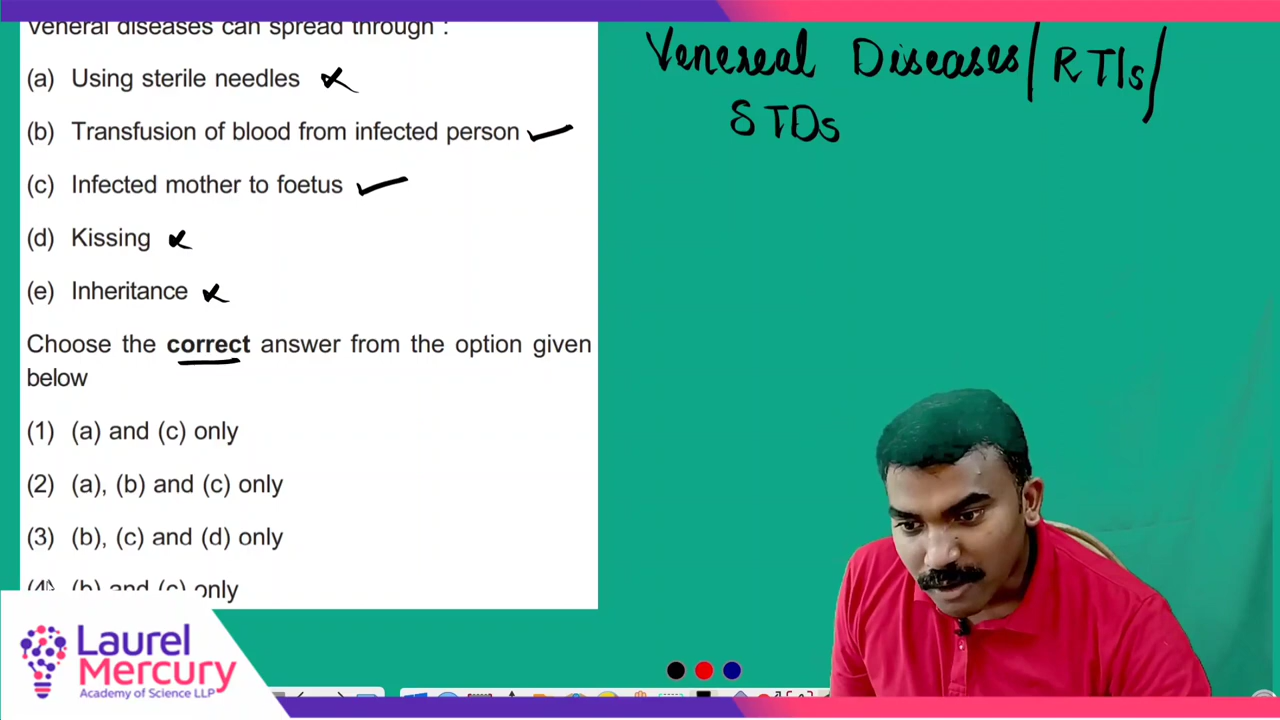 Veneral diseases can spread through :
(a) Using sterile needles
(b) Transfusion of blood from infected person
(c) Infected mother to foetus
(d) Kissing
(e) Inheritance
Choose the correct answer from the option given
below
(1) (a) and (c) only
(2) (a), (b) and (c) only
(3) (b), (c) and (d) only
(4) (b) and (c) only
Venereal Diseases/ RTIs/
STDs
Laurel
Mercury
Academy of Science LLP